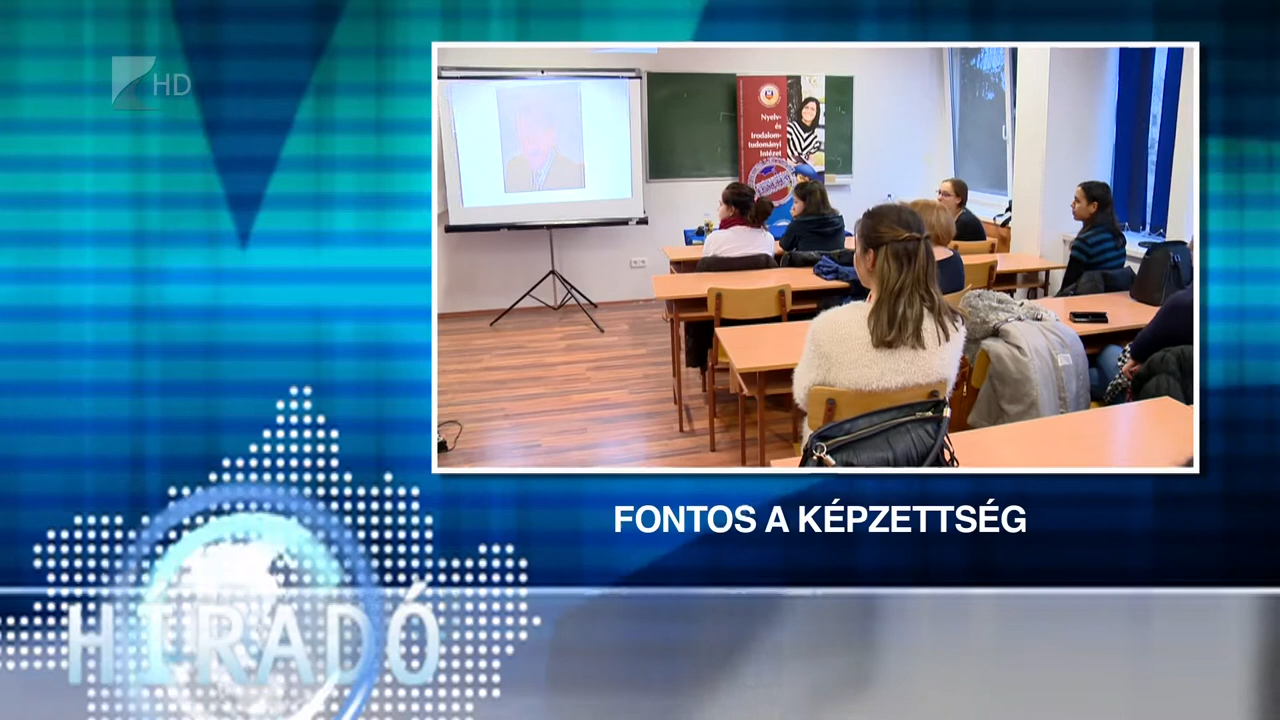 HD
Nyelv-
és
Irodalom-
tudományi
Intézet
FONTOS A KÉPZETTSÉG
HÍRADÓ